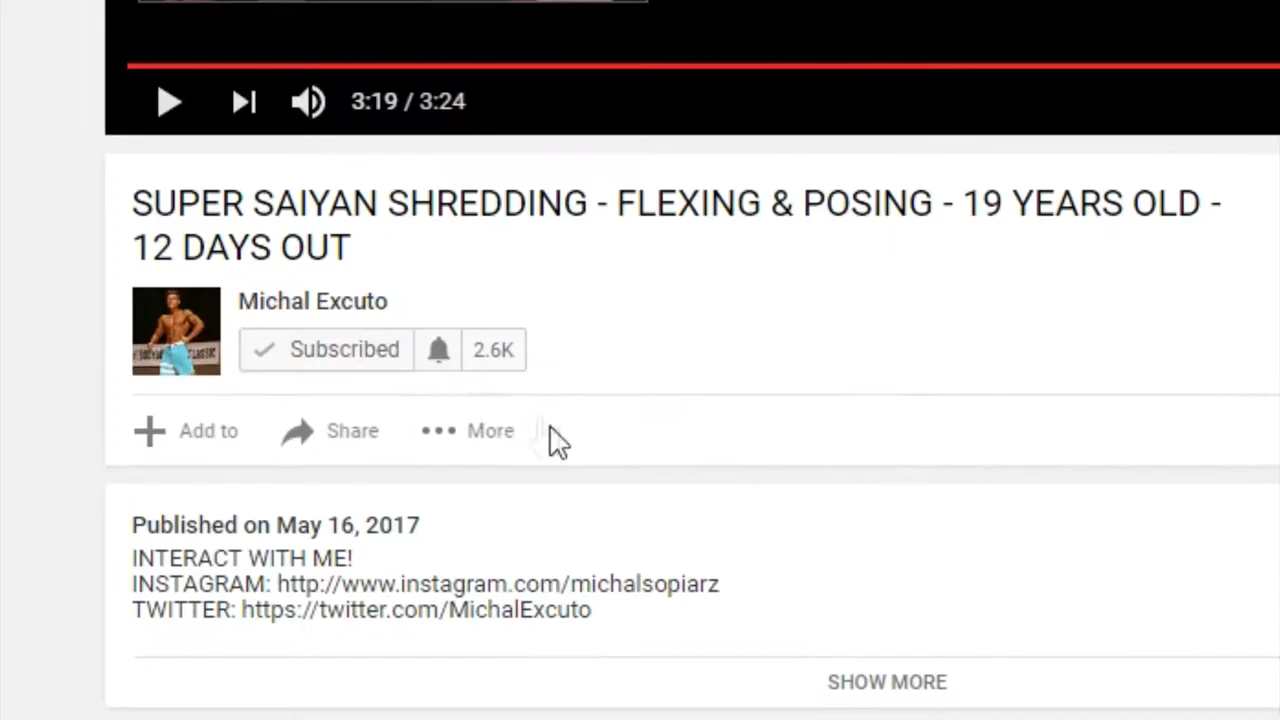 3:19 / 3:24
SUPER SAIYAN SHREDDING - FLEXING & POSING - 19 YEARS OLD -
12 DAYS OUT
Michal Excuto
Subscribed 2.6K
Add to Share More
Published on May 16, 2017
INTERACT WITH ME!
INSTAGRAM: http://www.instagram.com/michalsopiarz
TWITTER: https://twitter.com/MichalExcuto
SHOW MORE